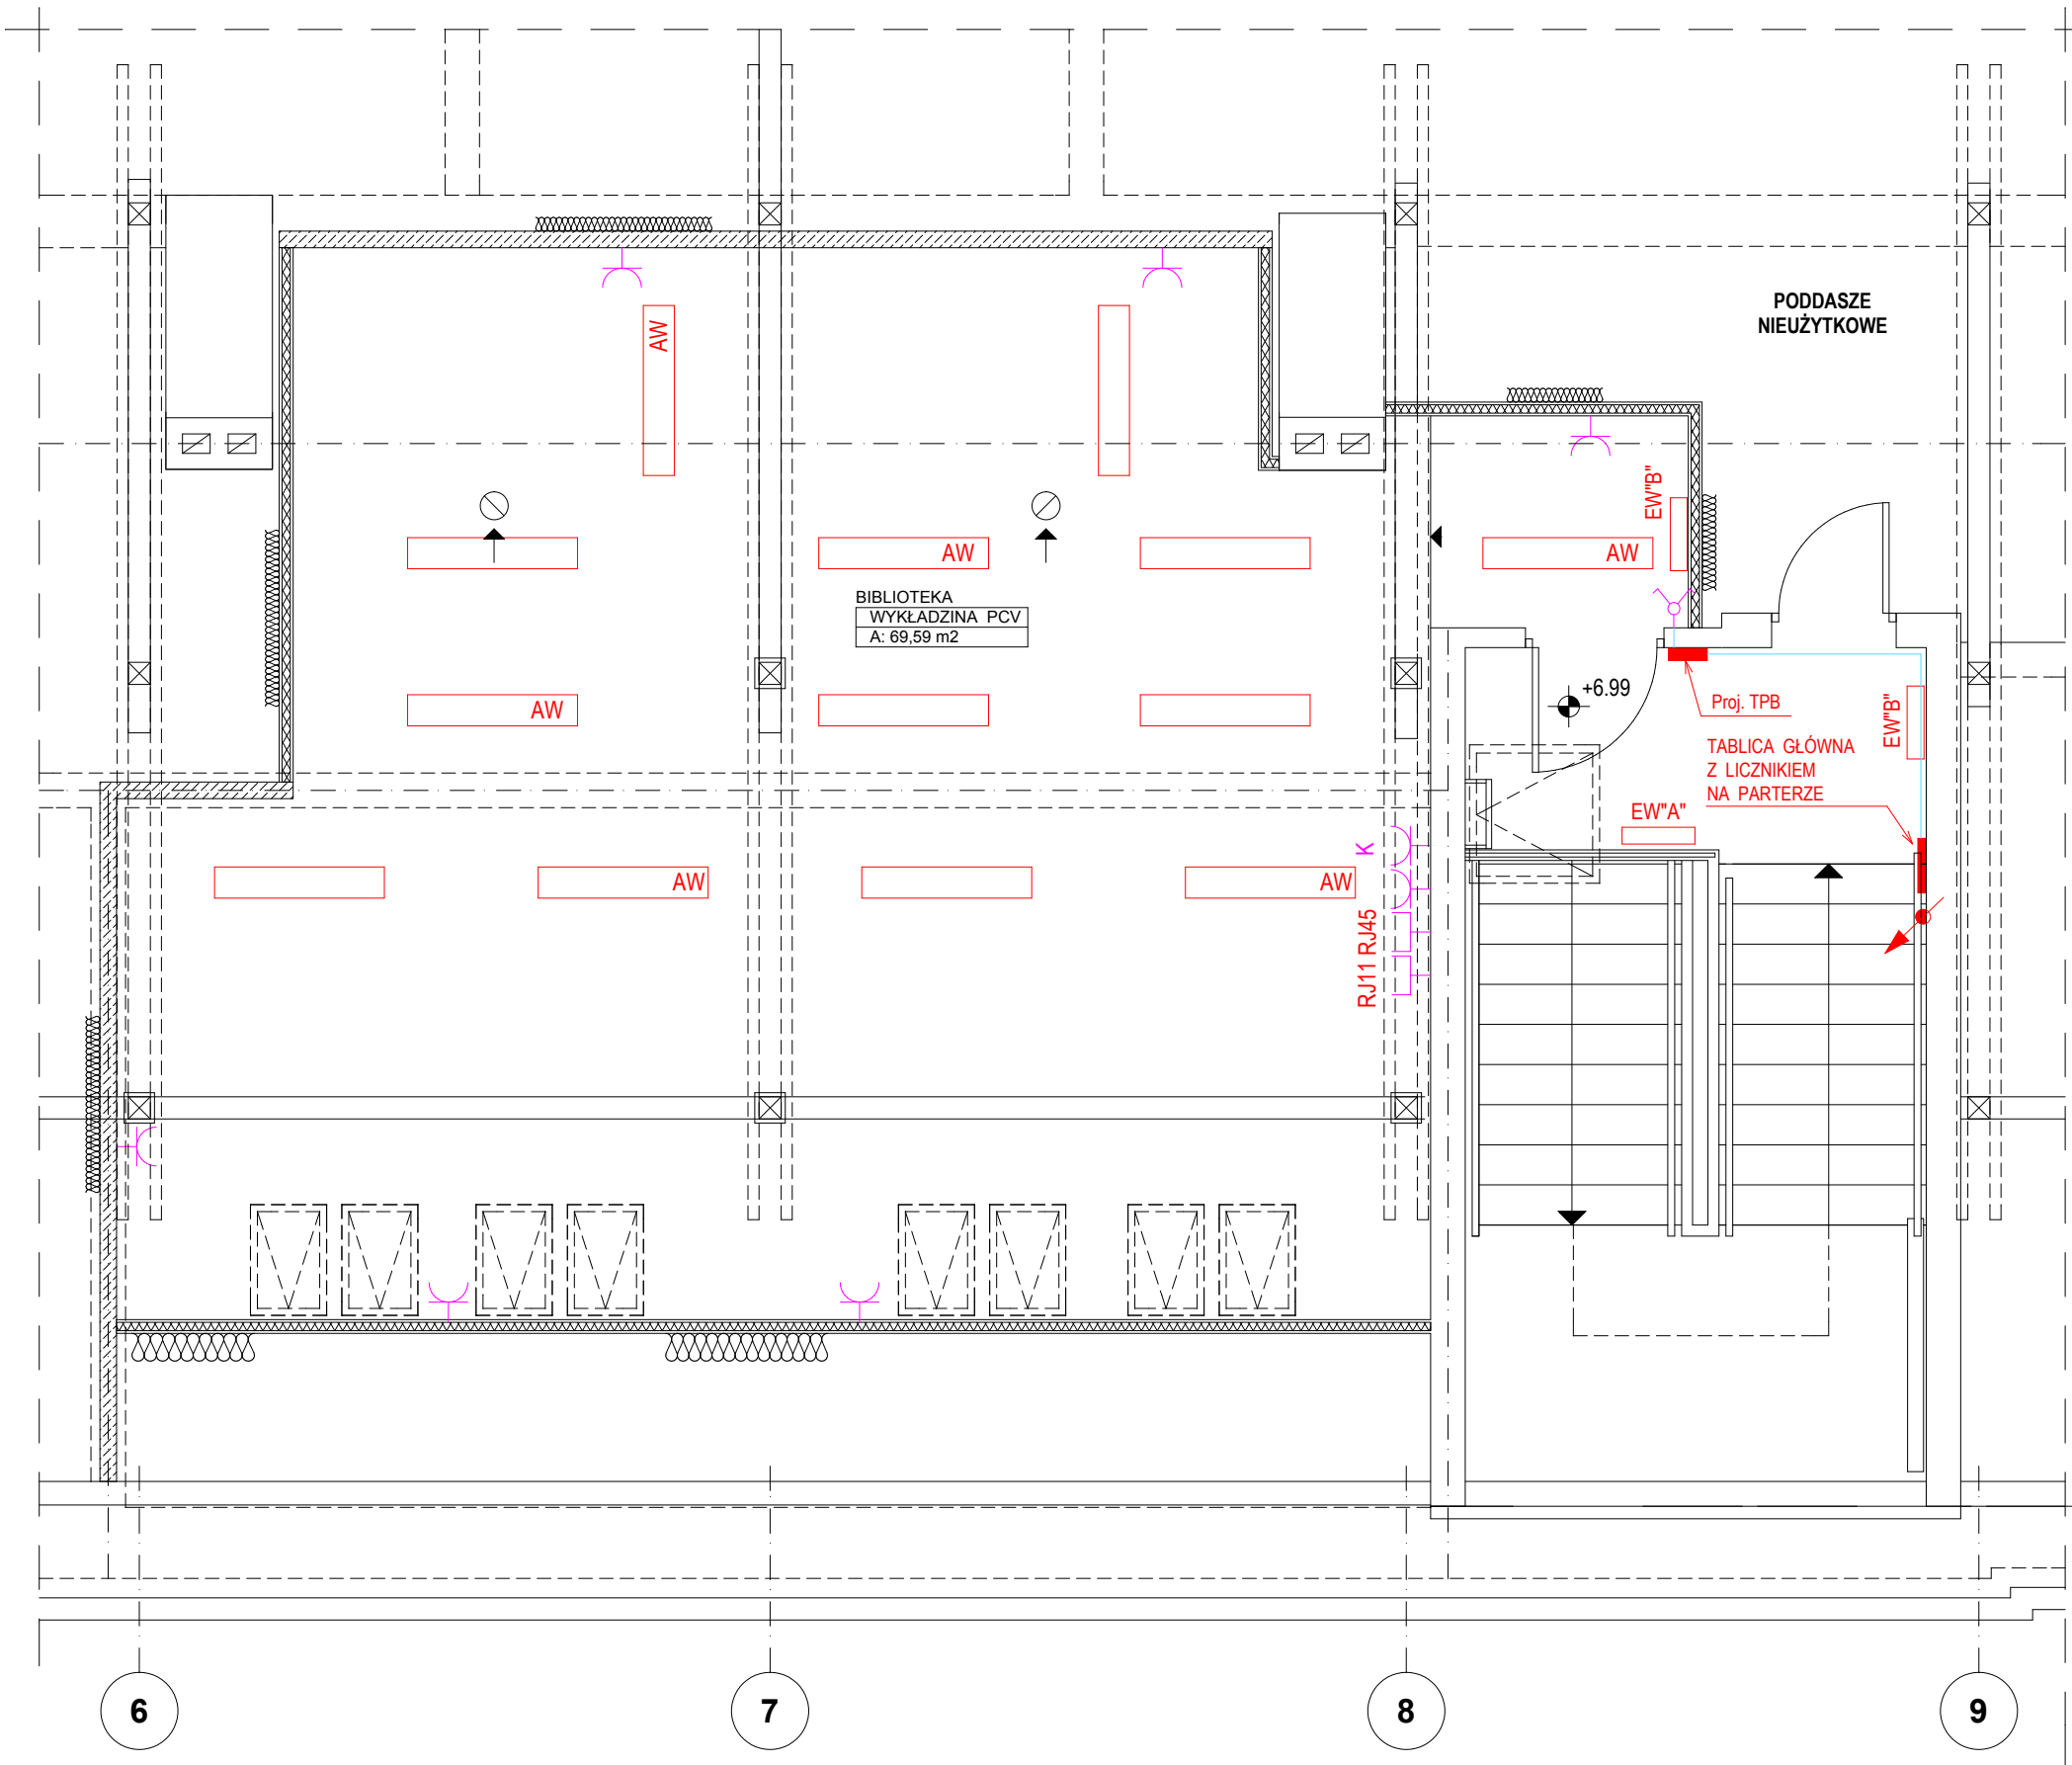 PODDASZE
NIEUŻYTKOWE
AW
EW"B"
AW
AW
BIBLIOTEKA
WYKŁADZINA PCV
A: 69,59 m2
+6.99
AW
Proj. TPB
EW"B"
TABLICA GŁÓWNA
Z LICZNIKIEM
NA PARTERZE
EW"A"
K
AW
AW
RJ11 RJ45
6
7
8
9